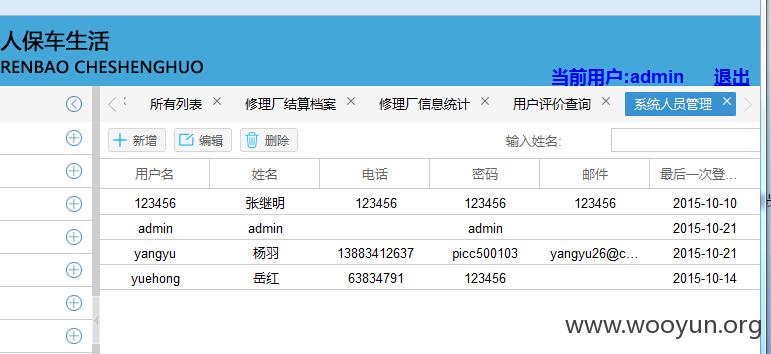 人保车生活
RENBAO CHESHENGHUO
当前用户:admin 退出
所有列表 修理厂结算档案 修理厂信息统计 用户评价查询 系统人员管理
新增 编辑 删除 输入姓名:
用户名 姓名 电话 密码 邮件 最后一次登...
123456 张继明 123456 123456 123456 2015-10-10
admin admin admin 2015-10-21
yangyu 杨羽 13883412637 picc500103 yangyu26@c... 2015-10-21
yuehong 岳红 63834791 123456 2015-10-14
www.wooyun.org